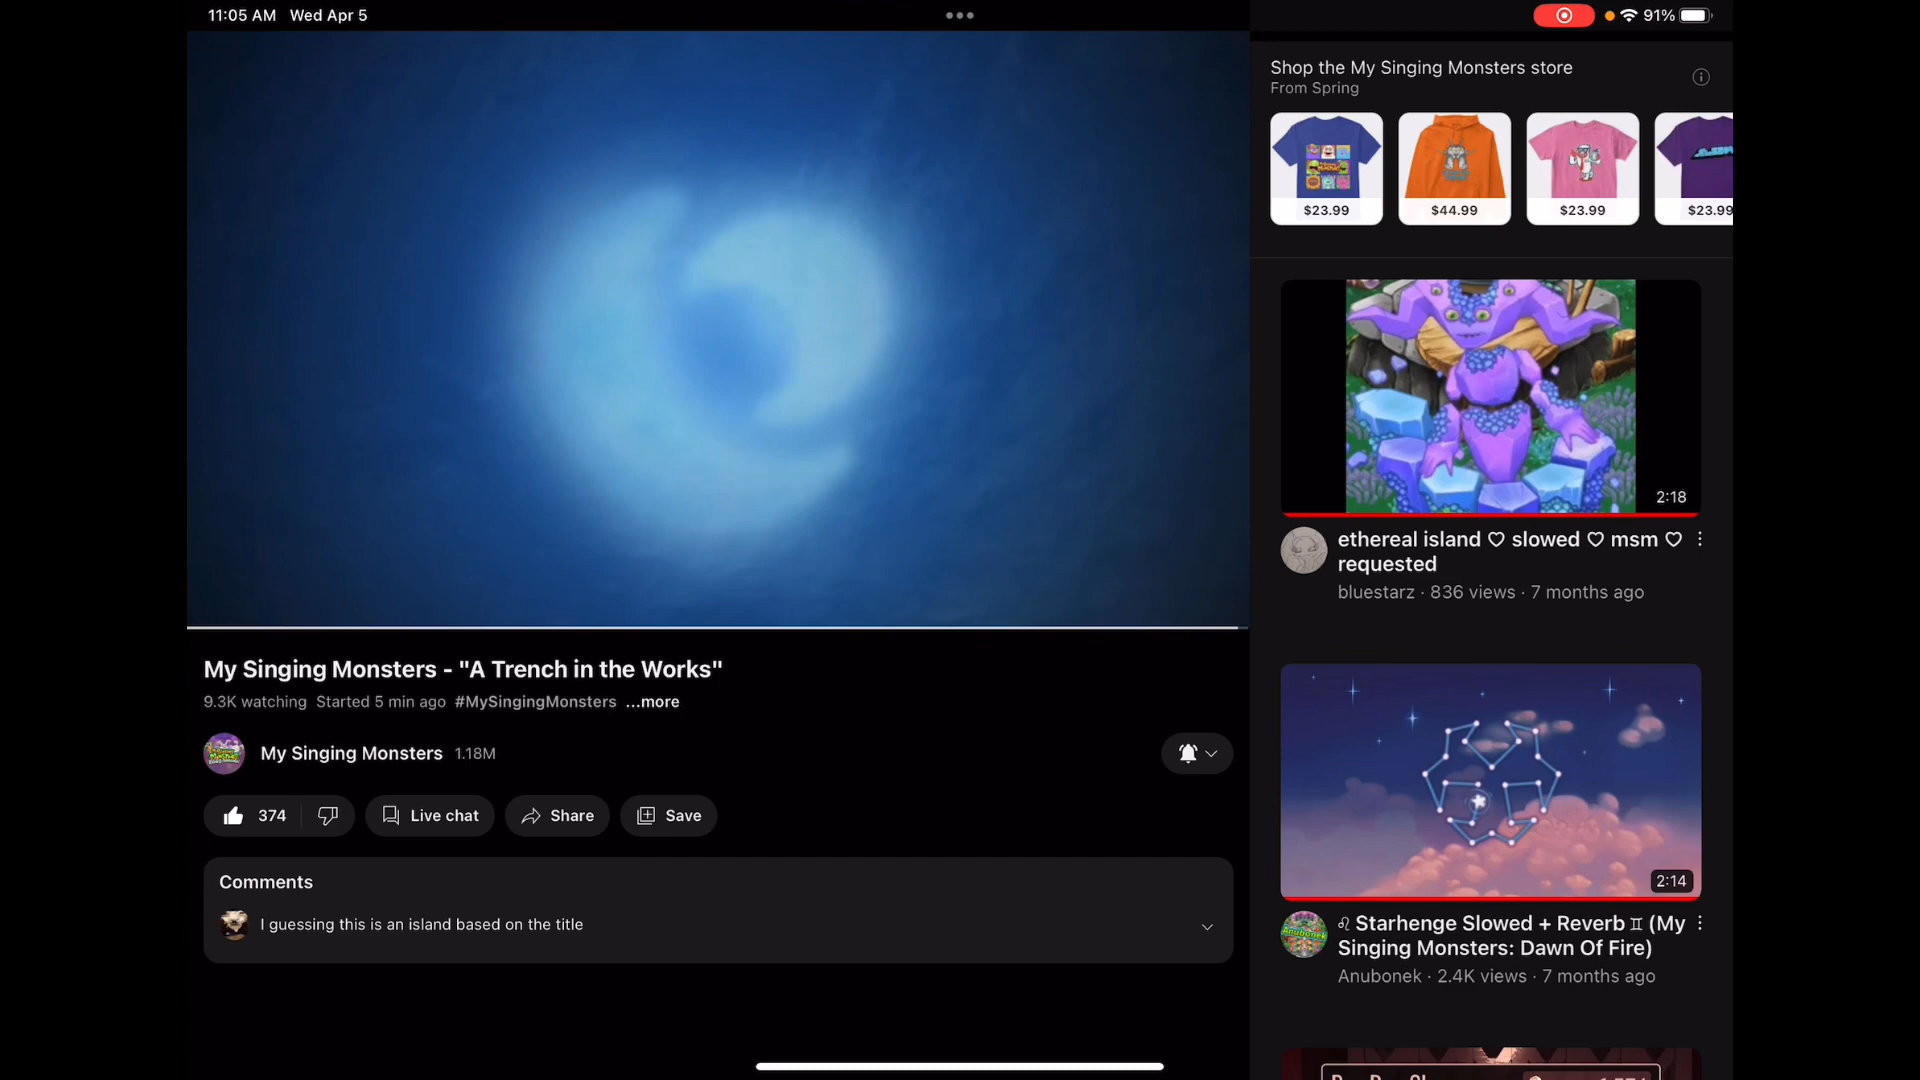 11:05 AM Wed Apr 5
91%
Shop the My Singing Monsters store
From Spring
$23.99
$44.99
$23.99
$23.99
2:18
ethereal island ♡ slowed ♡ msm ♡
requested
bluestarz · 836 views · 7 months ago
My Singing Monsters - "A Trench in the Works"
9.3K watching Started 5 min ago #MySingingMonsters ...more
My Singing Monsters 1.18M
374
Live chat
Share
Save
Comments
I guessing this is an island based on the title
2:14
♌ Starhenge Slowed + Reverb ♊ (My
Singing Monsters: Dawn Of Fire)
Anubonek · 2.4K views · 7 months ago
Anubonek